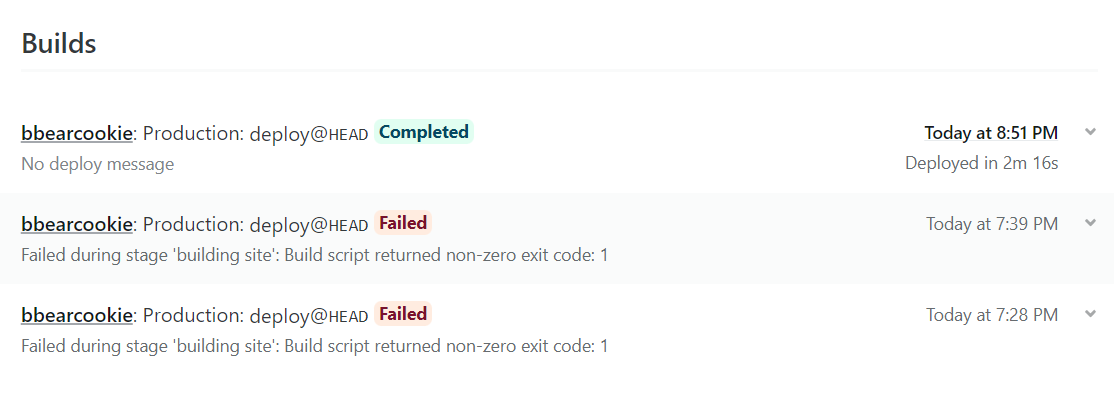 Builds
bbearcookie: Production: deploy@HEAD Completed
Today at 8:51 PM
No deploy message
Deployed in 2m 16s
bbearcookie: Production: deploy@HEAD Failed
Today at 7:39 PM
Failed during stage 'building site': Build script returned non-zero exit code: 1
bbearcookie: Production: deploy@HEAD Failed
Today at 7:28 PM
Failed during stage 'building site': Build script returned non-zero exit code: 1